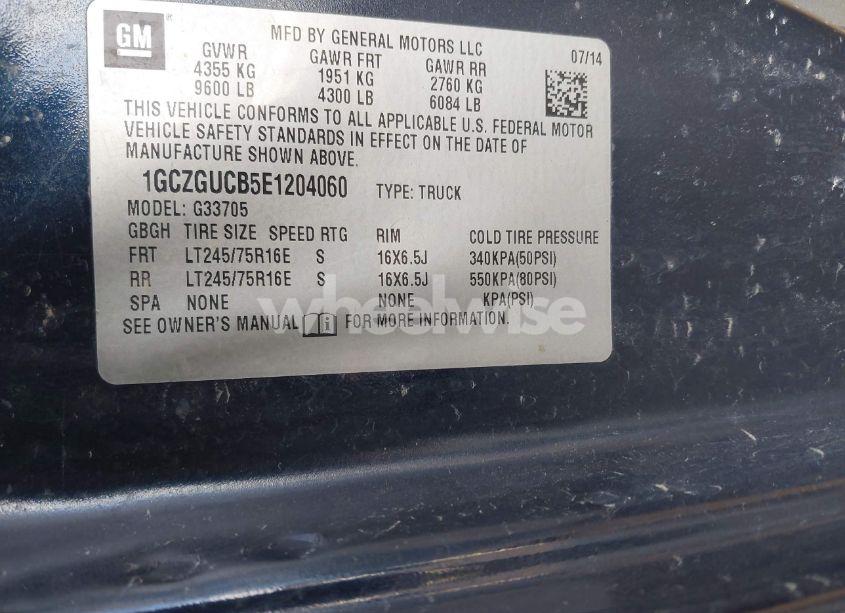 GM
MFD BY GENERAL MOTORS LLC
07/14
GVWR GAWR FRT GAWR RR
4355 KG 1951 KG 2760 KG
9600 LB 4300 LB 6084 LB
THIS VEHICLE CONFORMS TO ALL APPLICABLE U.S. FEDERAL MOTOR
VEHICLE SAFETY STANDARDS IN EFFECT ON THE DATE OF
MANUFACTURE SHOWN ABOVE.
1GCZGUCB5E1204060 TYPE: TRUCK
MODEL: G33705
GBGH TIRE SIZE SPEED RTG RIM COLD TIRE PRESSURE
FRT LT245/75R16E S 16X6.5J 340KPA(50PSI)
RR LT245/75R16E S 16X6.5J 550KPA(80PSI)
SPA NONE NONE KPA(PSI)
SEE OWNER'S MANUAL FOR MORE INFORMATION.
wheelwise